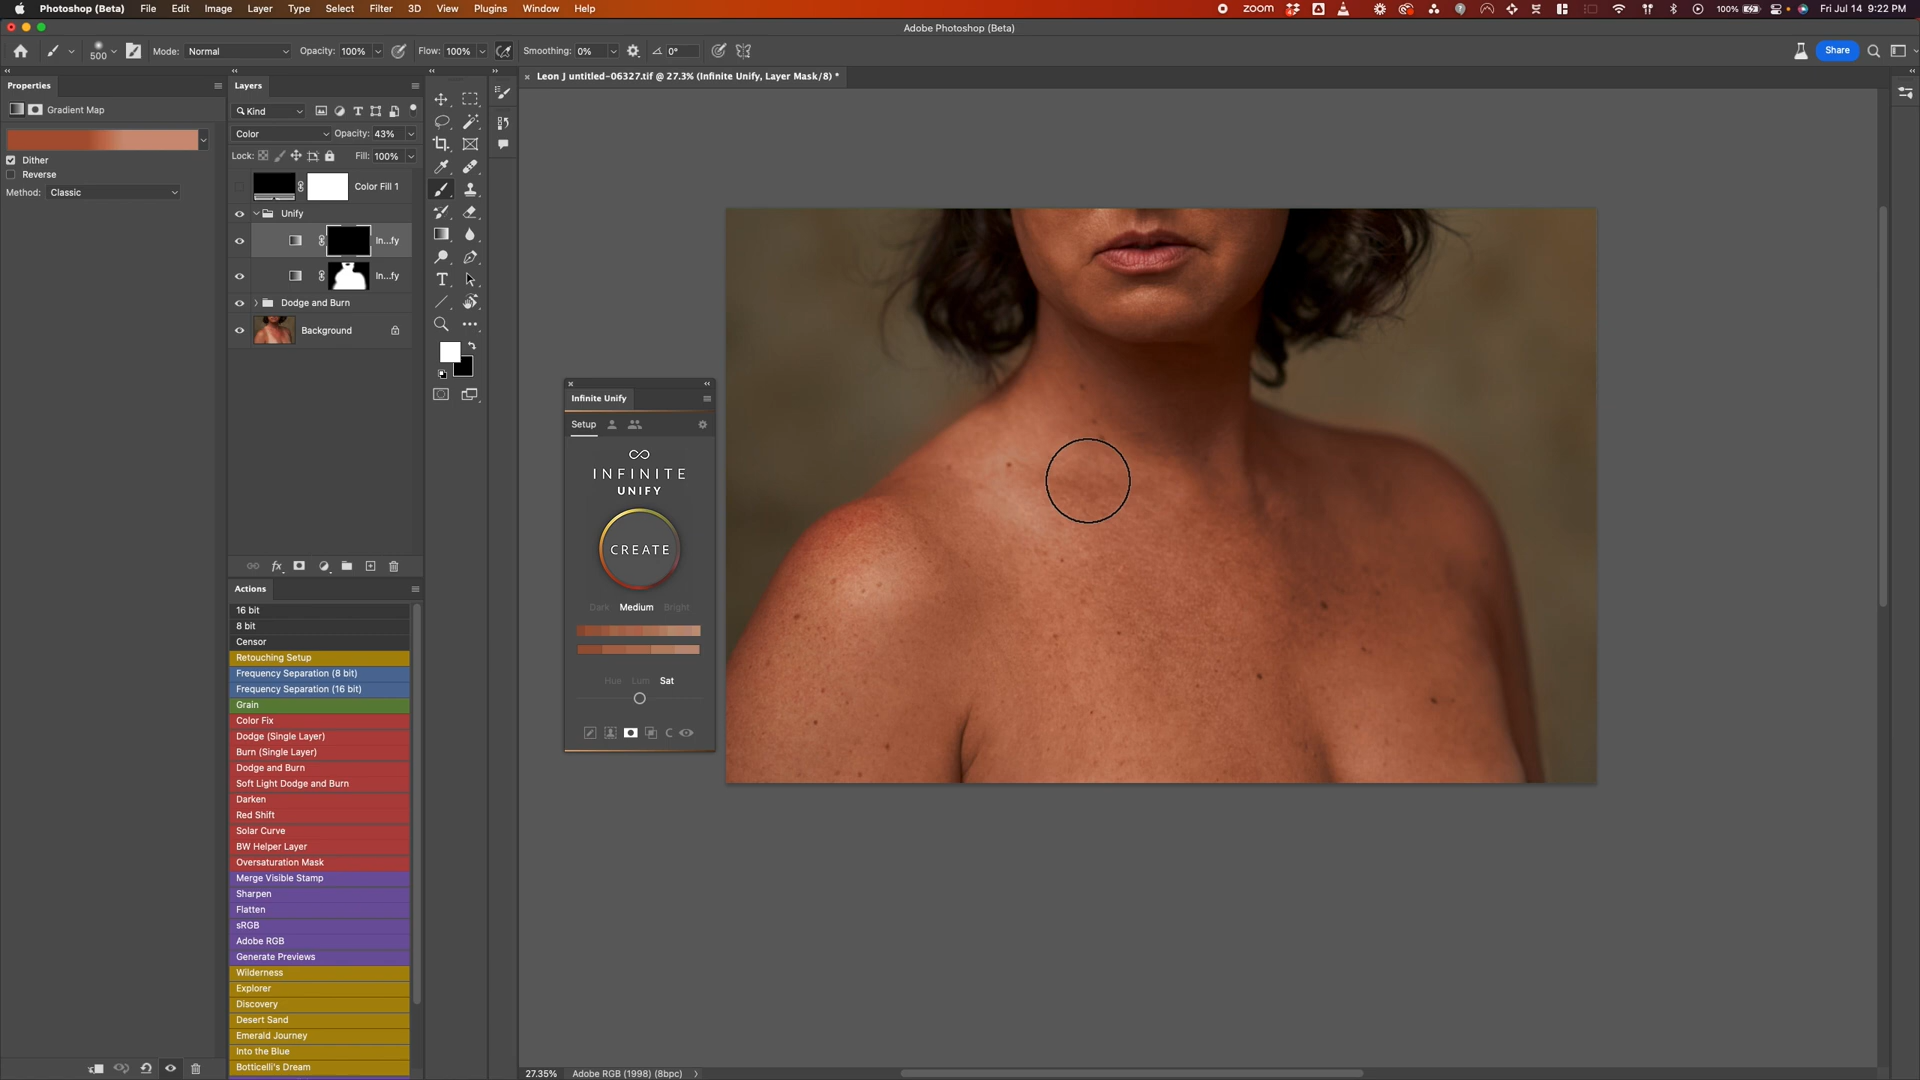 Photoshop (Beta) File Edit Image Layer Type Select Filter 3D View Plugins Window Help
zoom 100% Fri Jul 14 9:22 PM
Adobe Photoshop (Beta)
500 Mode: Normal Opacity: 100% Flow: 100% Smoothing: 0% 0° Share
Leon J untitled-06327.tif @ 27.3% (Infinite Unify, Layer Mask/8) *
Properties
Gradient Map
Dither
Reverse
Method: Classic
Layers
Kind
Color Opacity: 43%
Lock: Fill: 100%
Color Fill 1
Unify
In...fy
In...fy
Dodge and Burn
Background
fx
Actions
16 bit
8 bit
Censor
Retouching Setup
Frequency Separation (8 bit)
Frequency Separation (16 bit)
Grain
Color Fix
Dodge (Single Layer)
Burn (Single Layer)
Dodge and Burn
Soft Light Dodge and Burn
Darken
Red Shift
Solar Curve
BW Helper Layer
Oversaturation Mask
Merge Visible Stamp
Sharpen
Flatten
sRGB
Adobe RGB
Generate Previews
Wilderness
Explorer
Discovery
Desert Sand
Emerald Journey
Into the Blue
Botticelli's Dream
Infinite Unify
Setup
INFINITE
UNIFY
CREATE
Dark Medium Bright
Hue Lum Sat
27.35% Adobe RGB (1998) (8bpc)